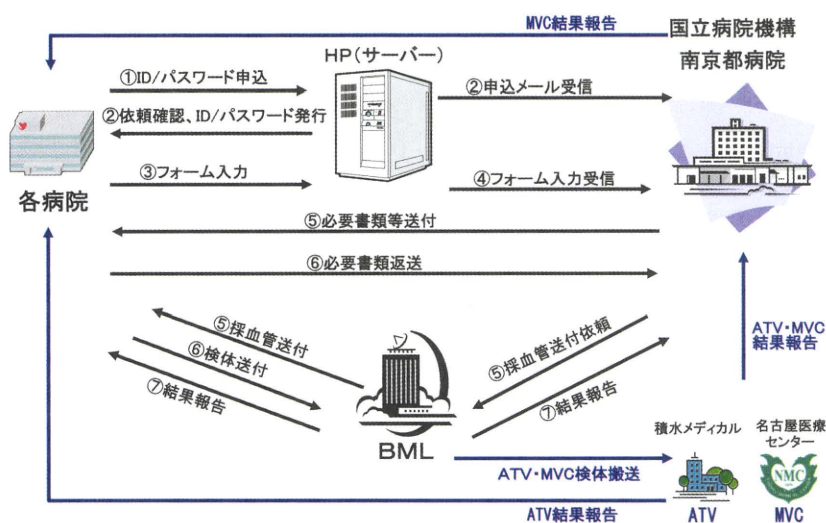 MVC結果報告
国立病院機構
南京都病院
HP(サーバー)
①ID/パスワード申込
②申込メール受信
②依頼確認、ID/パスワード発行
③フォーム入力
④フォーム入力受信
各病院
⑤必要書類等送付
⑥必要書類返送
⑤採血管送付
⑥検体送付
⑦結果報告
⑤採血管送付依頼
⑦結果報告
ATV・MVC
結果報告
BML
積水メディカル
名古屋医療
センター
NMC
ATV・MVC検体搬送
ATV
MVC
ATV結果報告